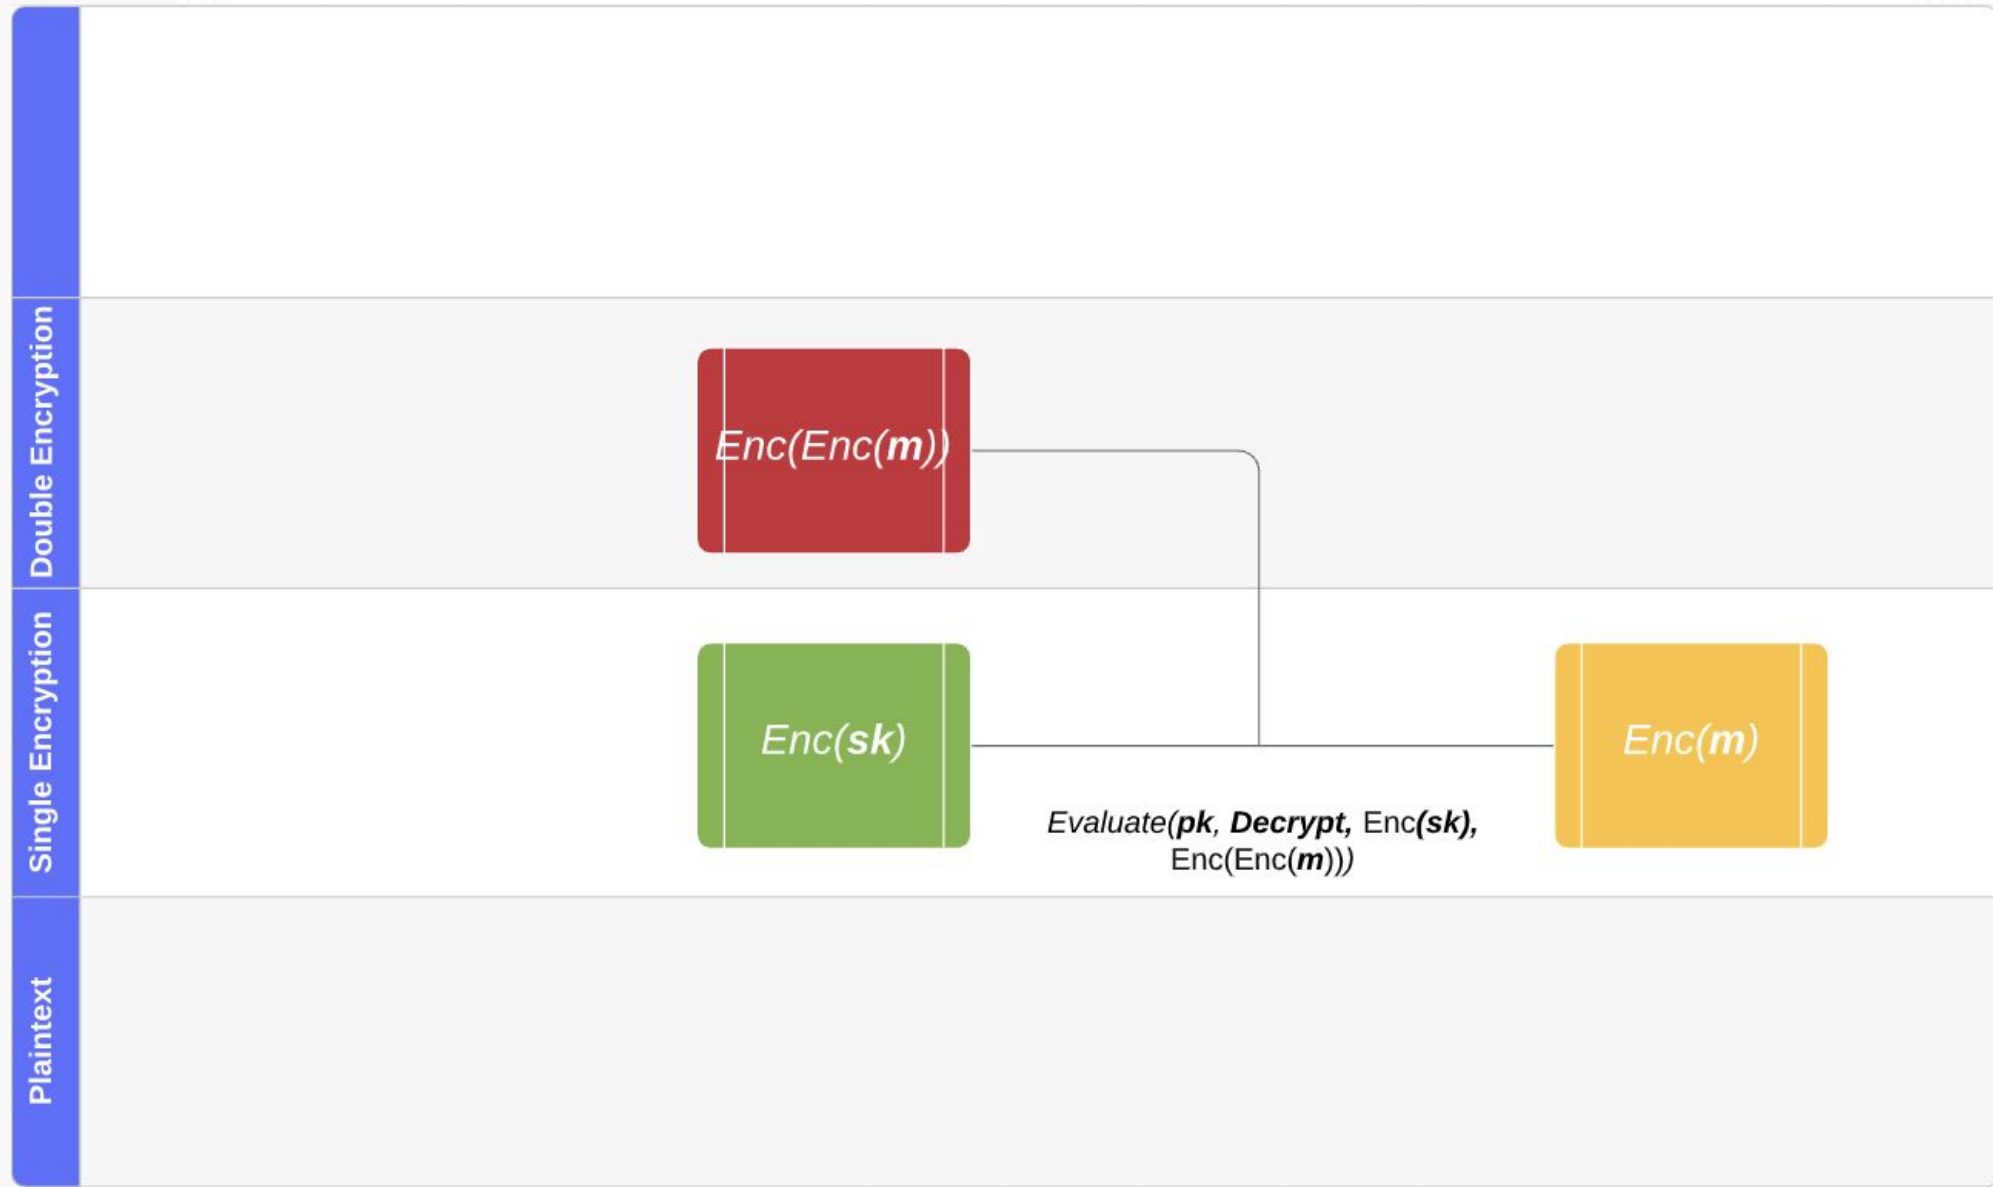 Double Encryption
Enc(Enc(m))
Single Encryption
Enc(sk)
Enc(m)
Evaluate(pk, Decrypt, Enc(sk),
Enc(Enc(m)))
Plaintext